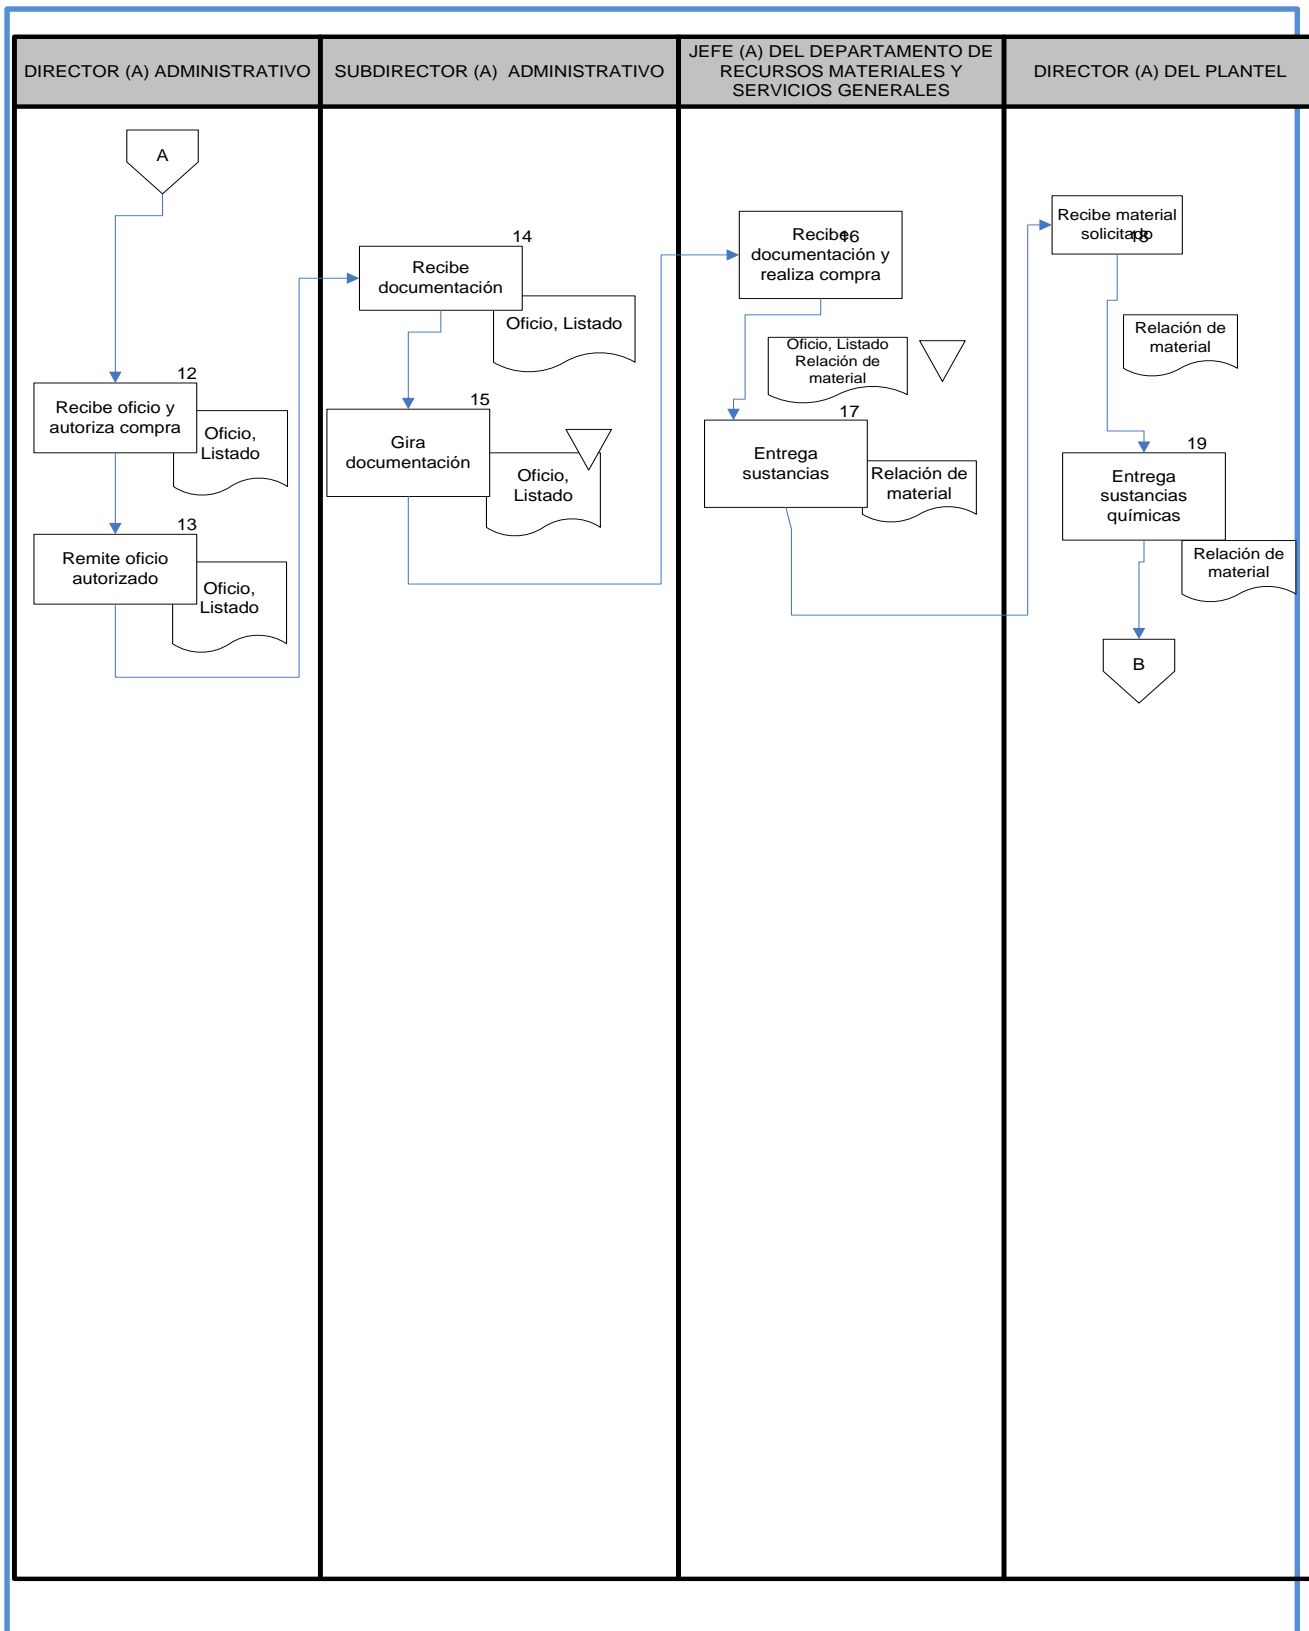 DIRECTOR (A) ADMINISTRATIVO
SUBDIRECTOR (A) ADMINISTRATIVO
JEFE (A) DEL DEPARTAMENTO DE
RECURSOS MATERIALES Y
SERVICIOS GENERALES
DIRECTOR (A) DEL PLANTEL
A
12
Recibe oficio y
autoriza compra
Oficio,
Listado
13
Remite oficio
autorizado
Oficio,
Listado
14
Recibe
documentación
Oficio, Listado
15
Gira
documentación
Oficio,
Listado
16
Recibe
documentación y
realiza compra
Oficio, Listado
Relación de
material
17
Entrega
sustancias
Relación de
material
Recibe material
solicitado
18
Relación de
material
19
Entrega
sustancias
químicas
Relación de
material
B